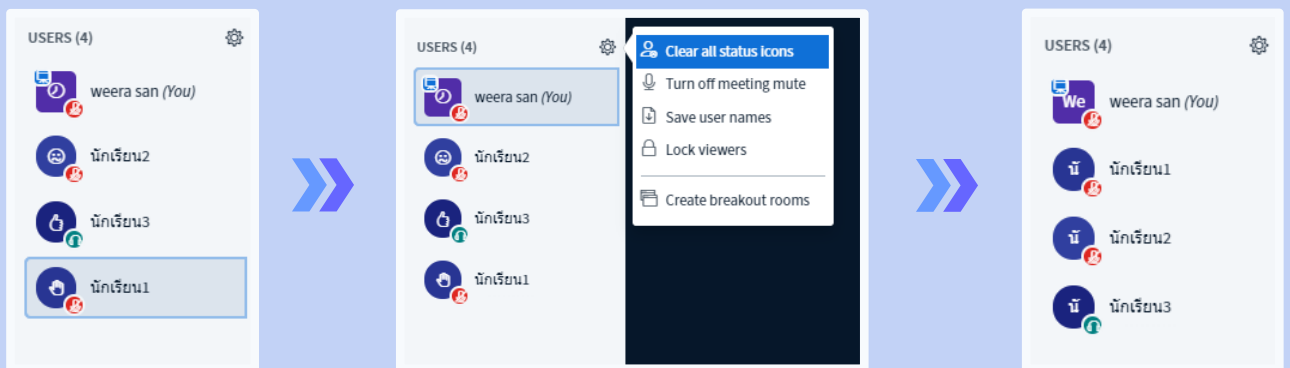 USERS (4)
weera san (You)
นักเรียน2
นักเรียน3
นักเรียน1
USERS (4)
weera san (You)
นักเรียน2
นักเรียน3
นักเรียน1
Clear all status icons
Turn off meeting mute
Save user names
Lock viewers
Create breakout rooms
USERS (4)
We
weera san (You)
นั
นักเรียน1
นั
นักเรียน2
นั
นักเรียน3